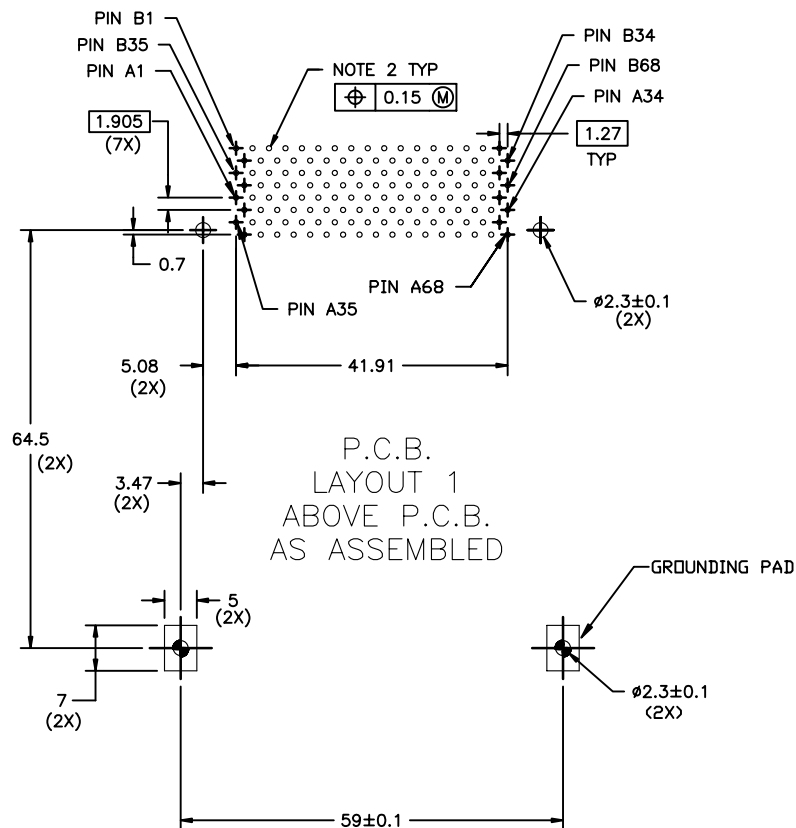 PIN B1
PIN B35
PIN A1
NOTE 2 TYP
⌖ 0.15 Ⓜ
PIN B34
PIN B68
PIN A34
1.905
(7X)
1.27
TYP
0.7
PIN A35
PIN A68
ø2.3±0.1
(2X)
5.08
(2X)
41.91
64.5
(2X)
3.47
(2X)
P.C.B.
LAYOUT 1
ABOVE P.C.B.
AS ASSEMBLED
GROUNDING PAD
5
(2X)
7
(2X)
ø2.3±0.1
(2X)
59±0.1